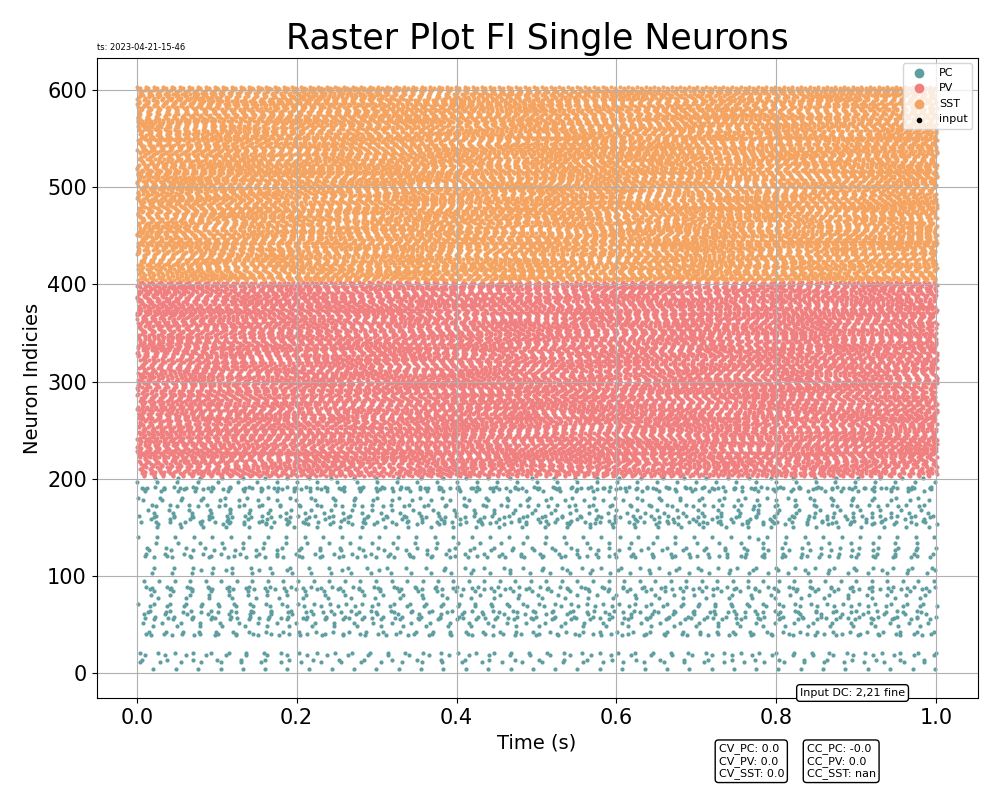 Raster Plot FI Single Neurons
ts: 2023-04-21-15-46
PC
PV
SST
input
600
500
400
300
200
100
0
Neuron Indicies
0.0 0.2 0.4 0.6 0.8 1.0
Time (s)
Input DC: 2,21 fine
CV_PC: 0.0
CV_PV: 0.0
CV_SST: 0.0
CC_PC: -0.0
CC_PV: 0.0
CC_SST: nan